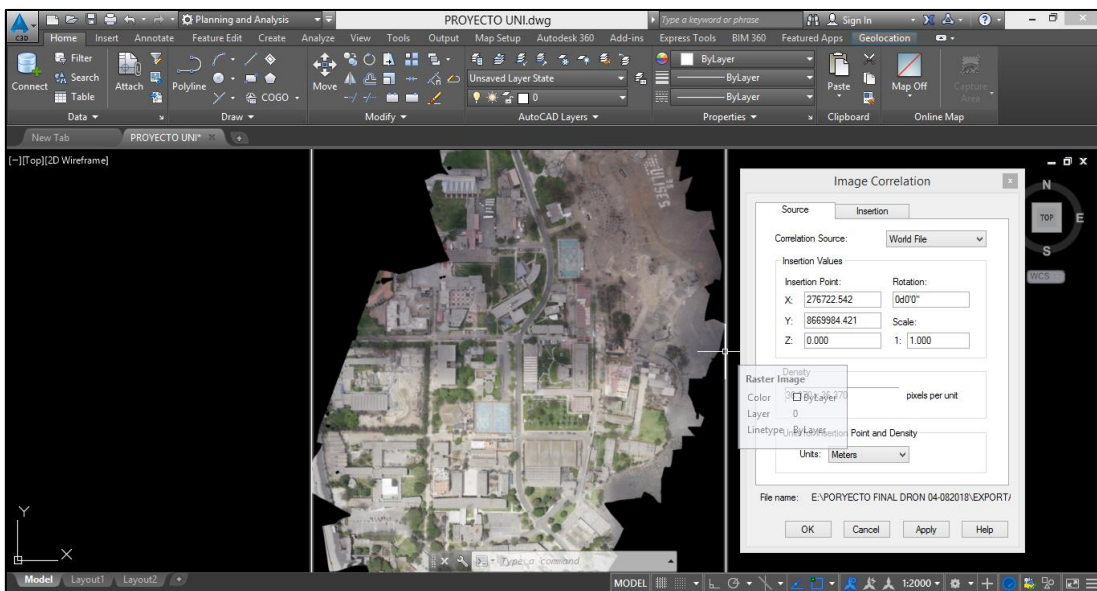 C3D
Planning and Analysis
PROYECTO UNI.dwg
Type a keyword or phrase
Sign In
Home Insert Annotate Feature Edit Create Analyze View Tools Output Map Setup Autodesk 360 Add-ins Express Tools BIM 360 Featured Apps Geolocation
Connect
Filter
Search
Table
Data
Attach
Polyline
COGO
Draw
Move
Modify
Unsaved Layer State
0
AutoCAD Layers
ByLayer
ByLayer
ByLayer
Properties
Paste
Clipboard
Map Off
Capture Area
Online Map
New Tab
PROYECTO UNI*
[−][Top][2D Wireframe]
ULISES
N
TOP
E
S
WCS
Image Correlation
Source Insertion
Correlation Source: World File
Insertion Values
Insertion Point: Rotation:
X: 276722.542 0d0'0"
Y: 8669984.421 Scale:
Z: 0.000 1: 1.000
Density
pixels per unit
Insertion Point and Density
Units: Meters
Raster Image
Color ByLayer
Layer 0
Linetype ByLayer
File name: E:\PORYECTO FINAL DRON 04-082018\EXPORT
OK Cancel Apply Help
Y
X
Type a command
Model Layout1 Layout2
MODEL
1:2000